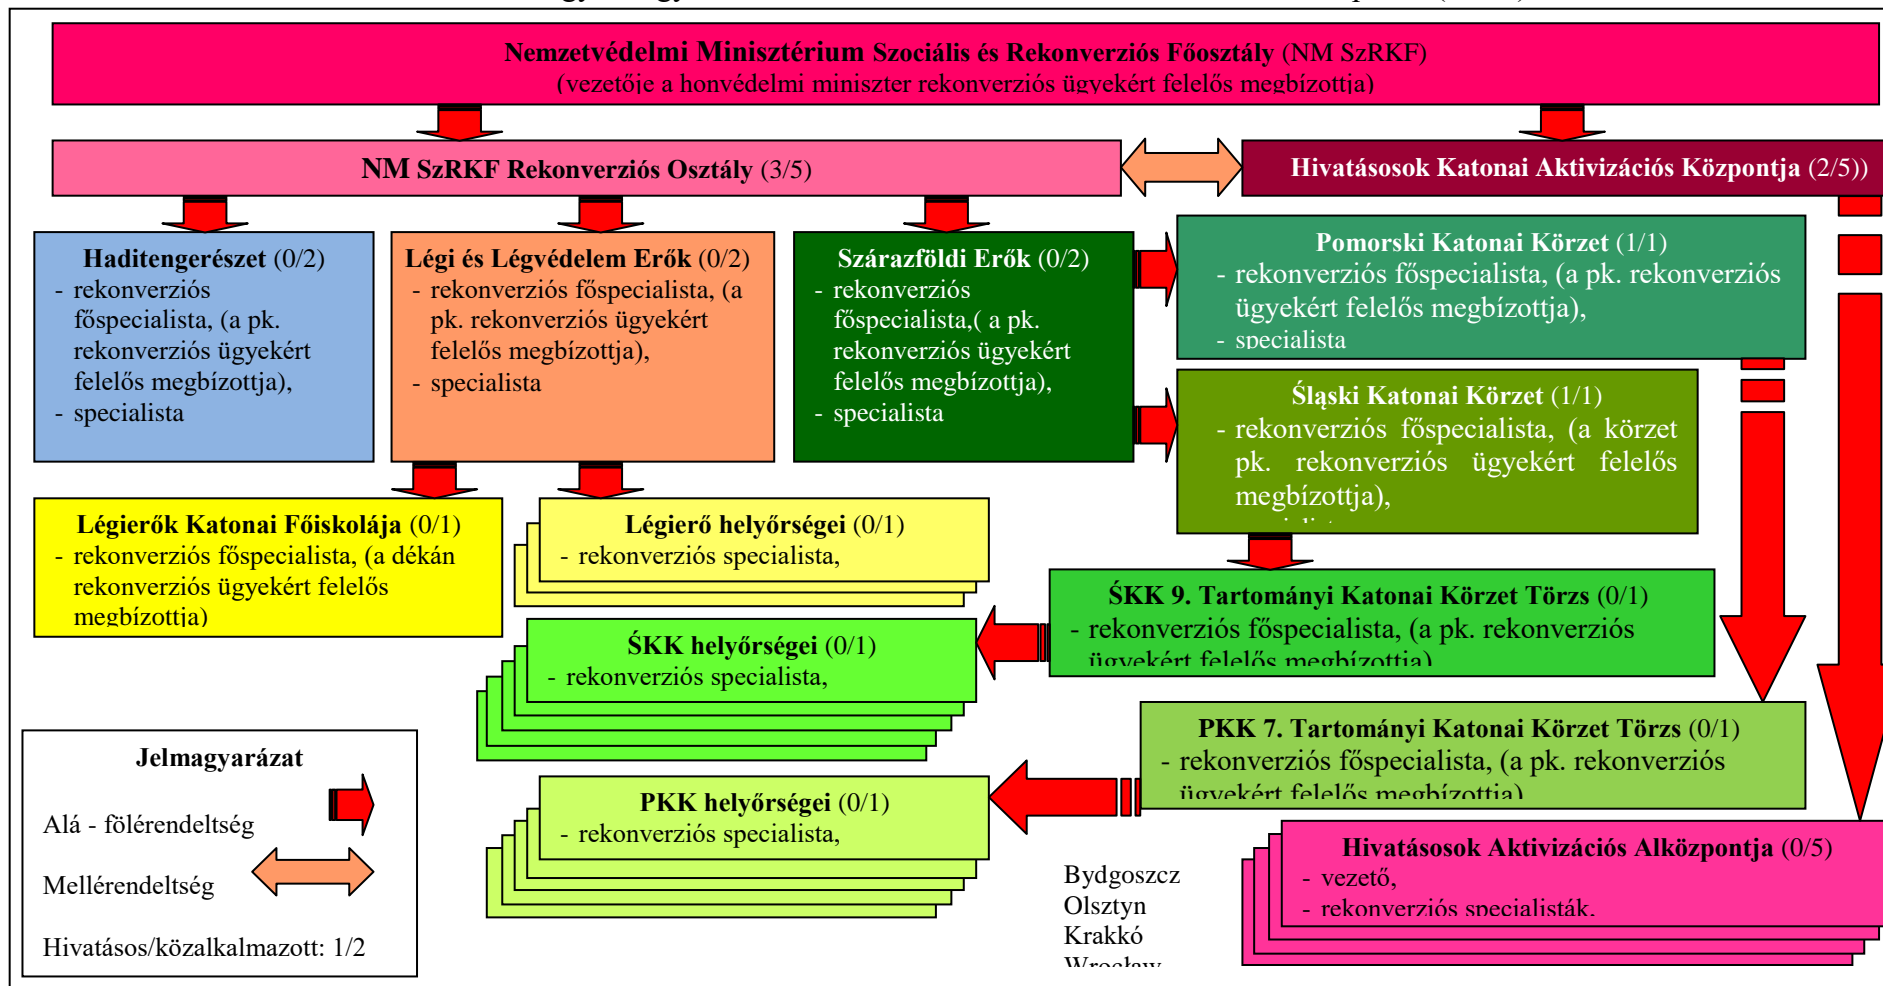 Nemzetvédelmi Minisztérium Szociális és Rekonverziós Főosztály (NM SzRKF)
(vezetője a honvédelmi miniszter rekonverziós ügyekért felelős megbízottja)
NM SzRKF Rekonverziós Osztály (3/5)
Hivatásosok Katonai Aktivizációs Központja (2/5))
Haditengerészet (0/2)
- rekonverziós
főspecialista, (a pk.
rekonverziós ügyekért
felelős megbízottja),
- specialista
Légi és Légvédelem Erők (0/2)
- rekonverziós főspecialista, (a
pk. rekonverziós ügyekért
felelős megbízottja),
- specialista
Szárazföldi Erők (0/2)
- rekonverziós
főspecialista,( a pk.
rekonverziós ügyekért
felelős megbízottja),
- specialista
Pomorski Katonai Körzet (1/1)
- rekonverziós főspecialista, (a pk. rekonverziós
ügyekért felelős megbízottja),
- specialista
Śląski Katonai Körzet (1/1)
- rekonverziós főspecialista, (a körzet
pk. rekonverziós ügyekért felelős
megbízottja),
Légierők Katonai Főiskolája (0/1)
- rekonverziós főspecialista, (a dékán
rekonverziós ügyekért felelős
megbízottja)
Légierő helyőrségei (0/1)
- rekonverziós specialista,
ŚKK 9. Tartományi Katonai Körzet Törzs (0/1)
- rekonverziós főspecialista, (a pk. rekonverziós
ügyekért felelős megbízottja)
ŚKK helyőrségei (0/1)
- rekonverziós specialista,
PKK 7. Tartományi Katonai Körzet Törzs (0/1)
- rekonverziós főspecialista, (a pk. rekonverziós
ügyekért felelős megbízottja)
PKK helyőrségei (0/1)
- rekonverziós specialista,
Hivatásosok Aktivizációs Alközpontja (0/5)
- vezető,
- rekonverziós specialisták,
Bydgoszcz
Olsztyn
Krakkó
Wrocław
Jelmagyarázat
Alá - fölérendeltség
Mellérendeltség
Hivatásos/közalkalmazott: 1/2